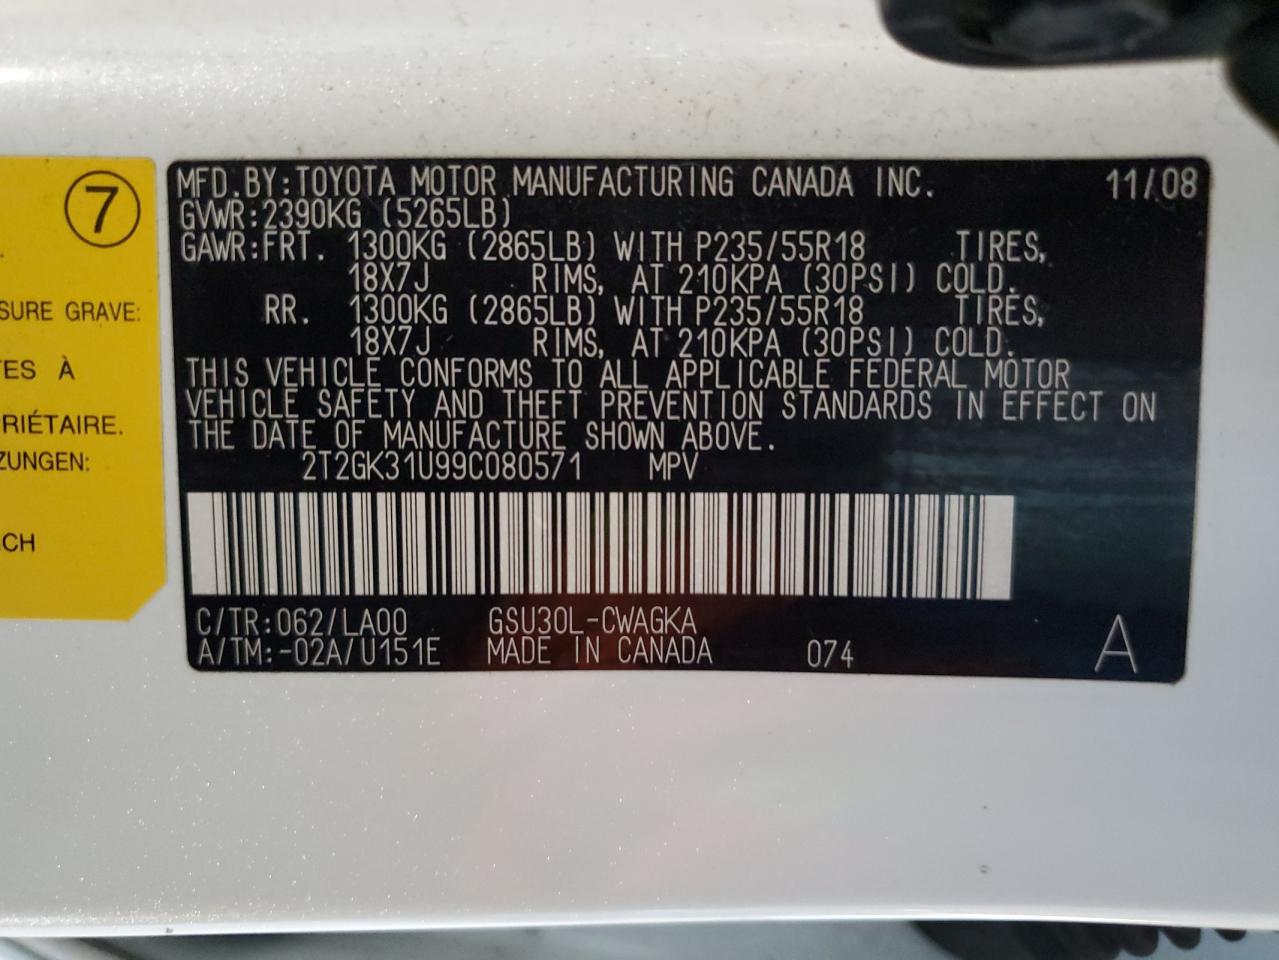 7
.
SURE GRAVE:
TES À
PRIÉTAIRE.
ZUNGEN:
CH
MFD.BY:TOYOTA MOTOR MANUFACTURING CANADA INC. 11/08
GVWR:2390KG (5265LB)
GAWR:FRT. 1300KG (2865LB) WITH P235/55R18 TIRES,
18X7J RIMS, AT 210KPA (30PSI) COLD.
RR. 1300KG (2865LB) WITH P235/55R18 TIRES,
18X7J RIMS, AT 210KPA (30PSI) COLD.
THIS VEHICLE CONFORMS TO ALL APPLICABLE FEDERAL MOTOR
VEHICLE SAFETY AND THEFT PREVENTION STANDARDS IN EFFECT ON
THE DATE OF MANUFACTURE SHOWN ABOVE.
2T2GK31U99C080571 MPV
C/TR:062/LA00 GSU30L-CWAGKA
A/TM:-02A/U151E MADE IN CANADA 074 A